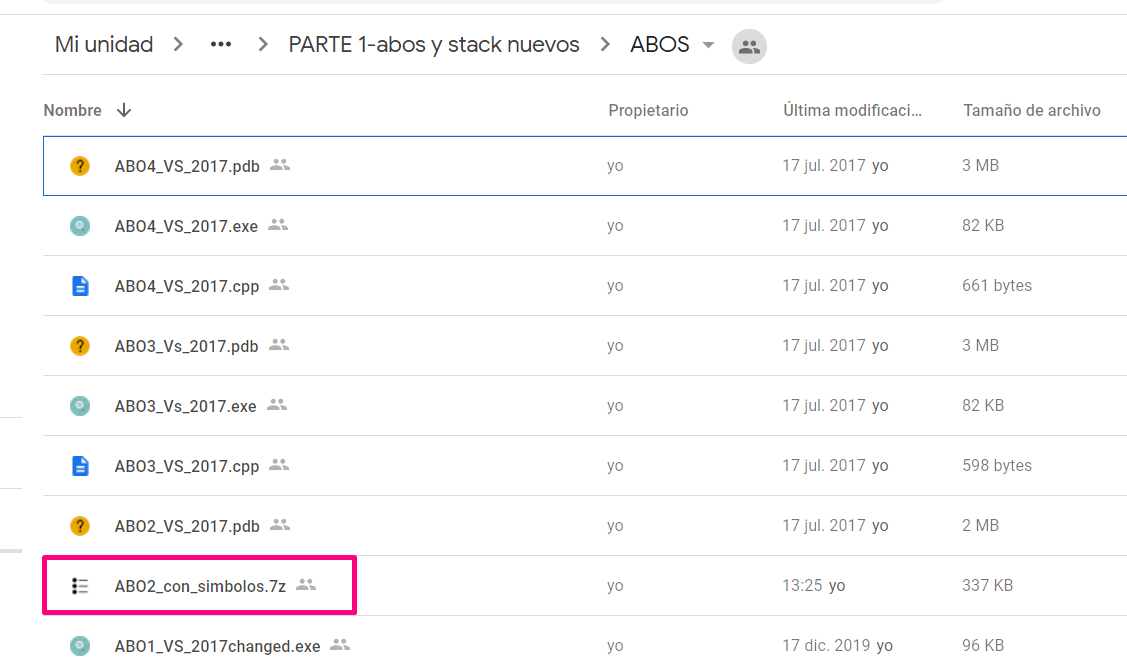 Mi unidad > ••• > PARTE 1-abos y stack nuevos > ABOS
Nombre Propietario Última modificaci... Tamaño de archivo
ABO4_VS_2017.pdb yo 17 jul. 2017 yo 3 MB
ABO4_VS_2017.exe yo 17 jul. 2017 yo 82 KB
ABO4_VS_2017.cpp yo 17 jul. 2017 yo 661 bytes
ABO3_Vs_2017.pdb yo 17 jul. 2017 yo 3 MB
ABO3_Vs_2017.exe yo 17 jul. 2017 yo 82 KB
ABO3_VS_2017.cpp yo 17 jul. 2017 yo 598 bytes
ABO2_VS_2017.pdb yo 17 jul. 2017 yo 2 MB
ABO2_con_simbolos.7z yo 13:25 yo 337 KB
ABO1_VS_2017changed.exe yo 17 dic. 2019 yo 96 KB